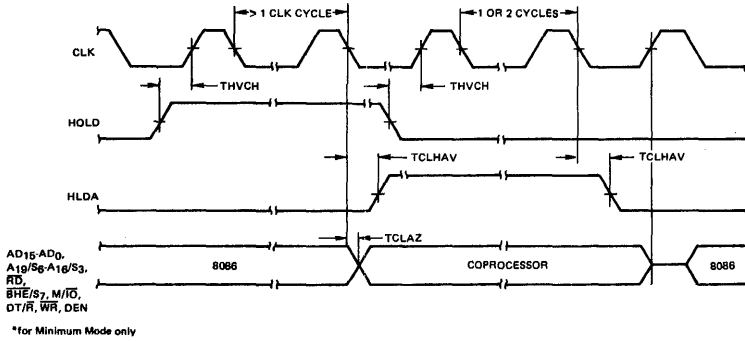 > 1 CLK CYCLE
1 OR 2 CYCLES
CLK
THVCH
THVCH
HOLD
TCLHAV
TCLHAV
HLDA
TCLAZ
AD15-AD0,
A19/S6-A16/S3,
RD,
BHE/S7, M/IO,
DT/R, WR, DEN
8086
COPROCESSOR
8086
*for Minimum Mode only